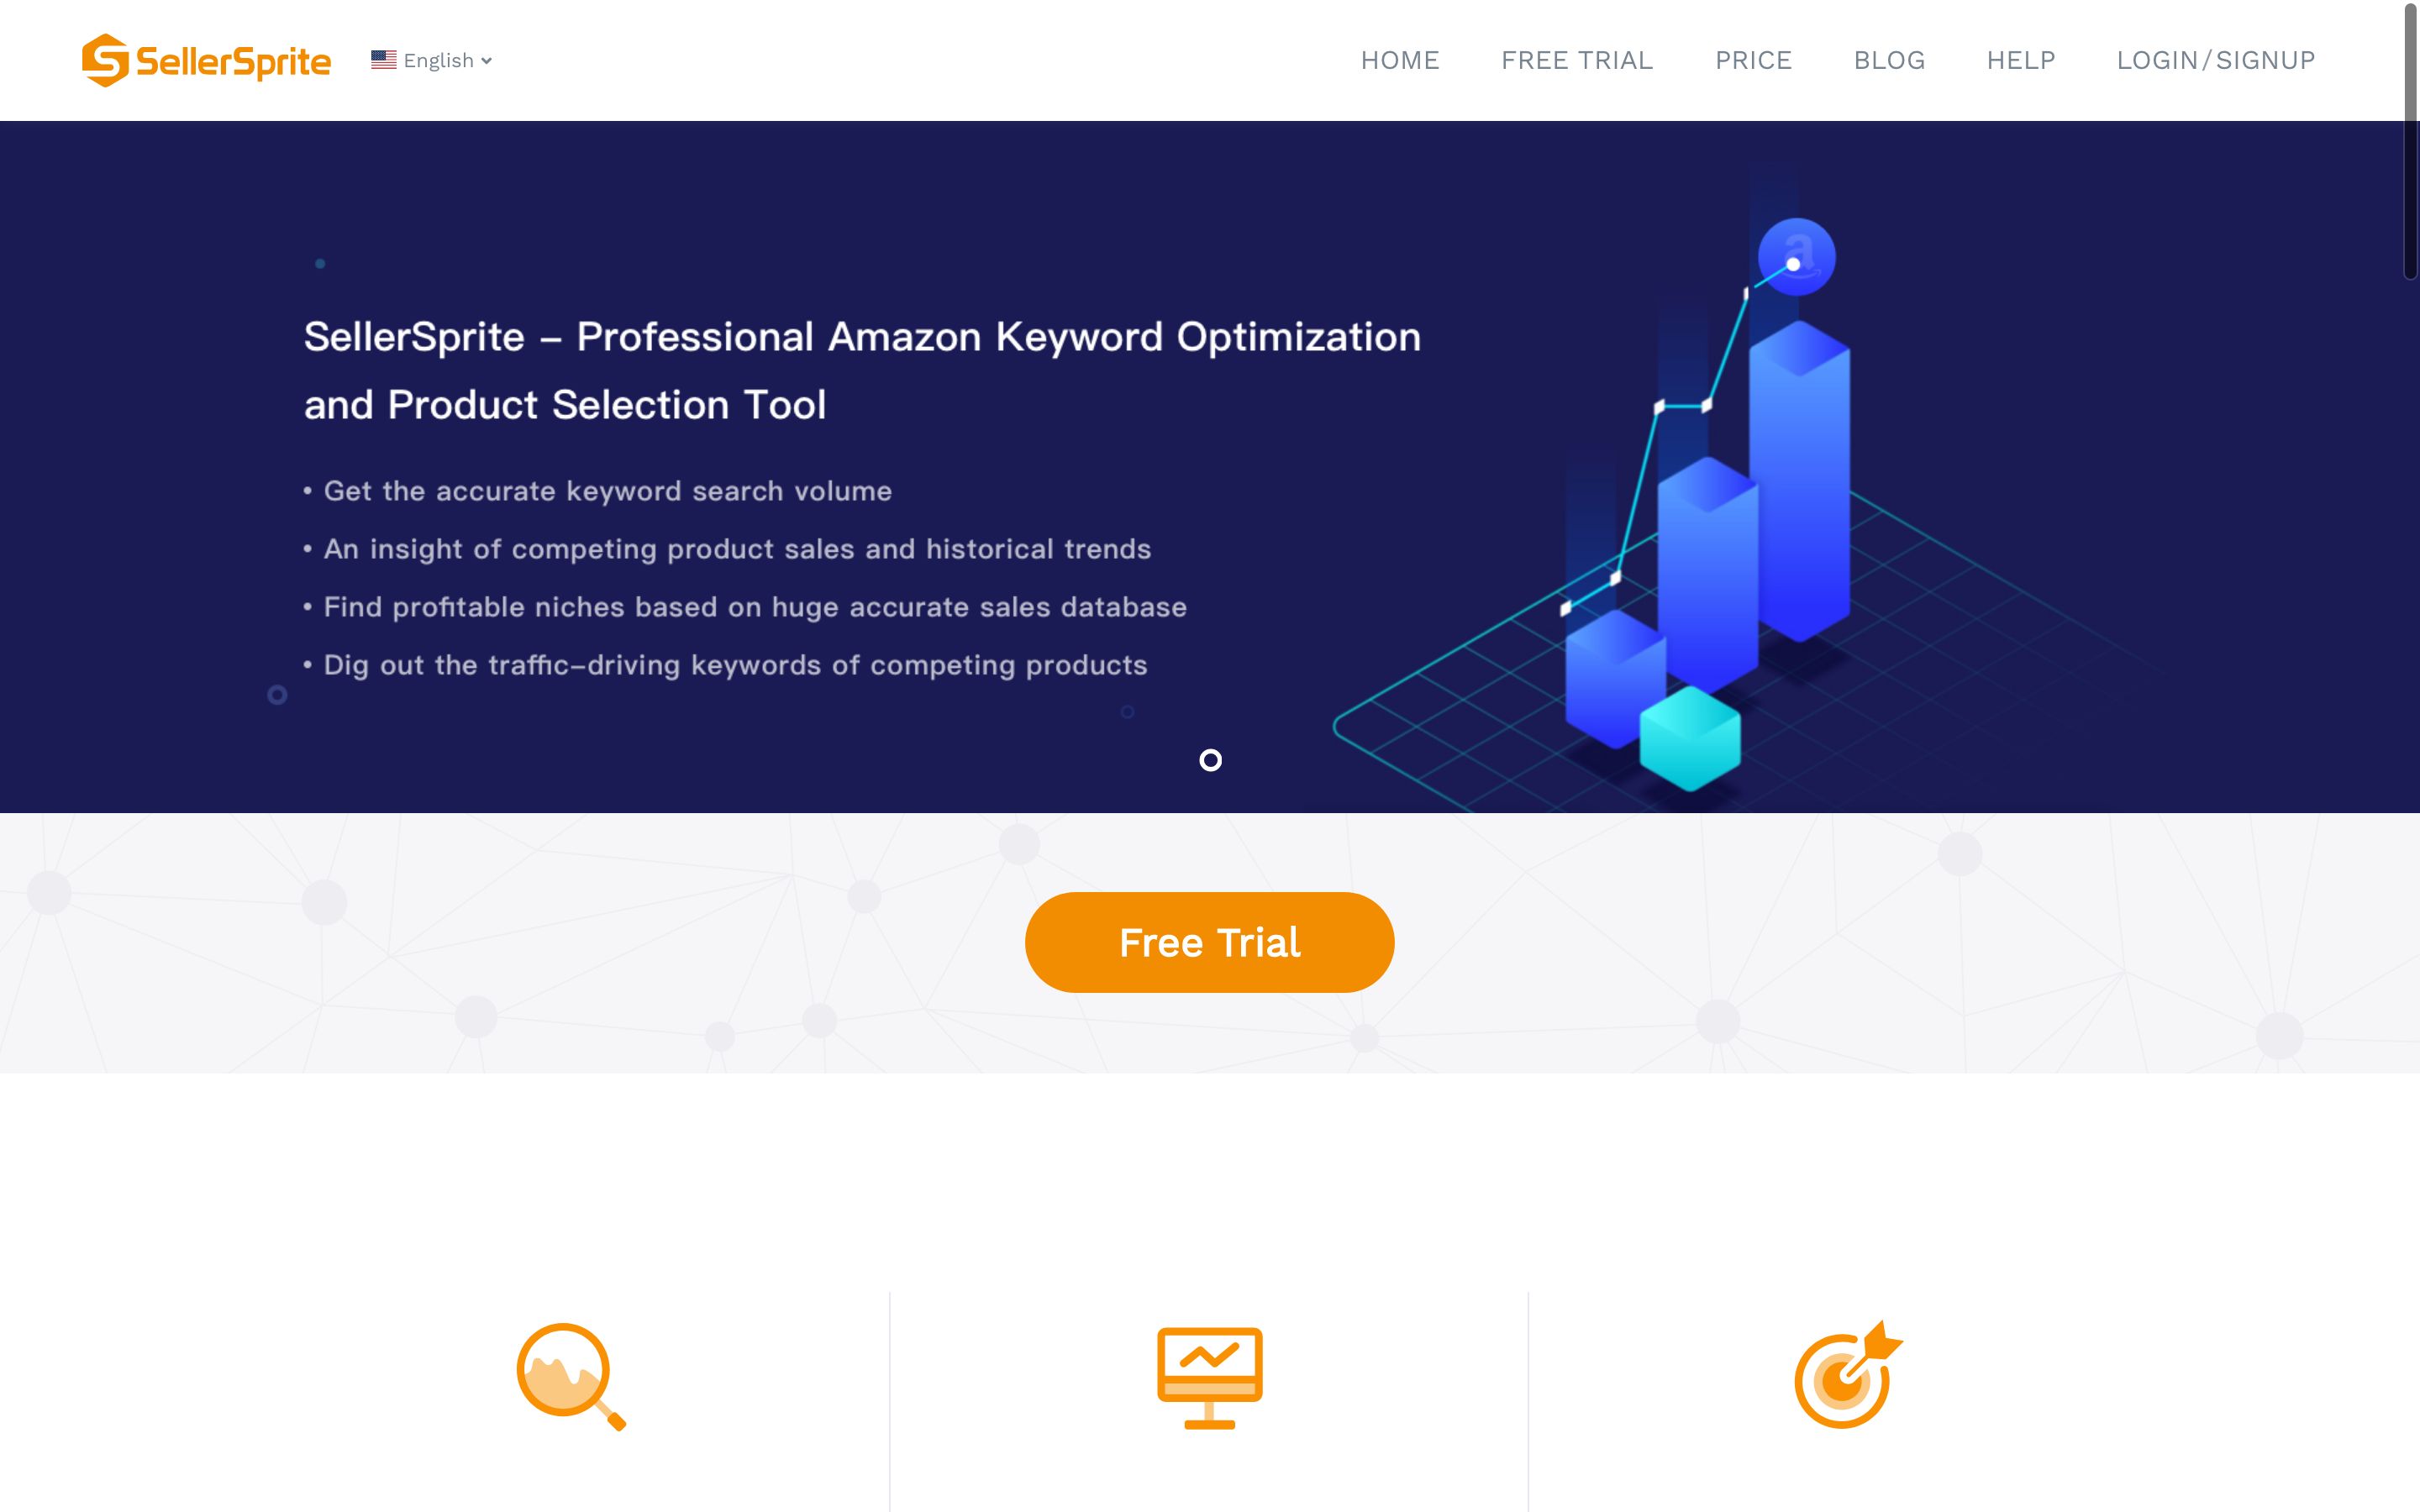 SellerSprite
English
HOME
FREE TRIAL
PRICE
BLOG
HELP
LOGIN/SIGNUP
SellerSprite – Professional Amazon Keyword Optimization
and Product Selection Tool
• Get the accurate keyword search volume
• An insight of competing product sales and historical trends
• Find profitable niches based on huge accurate sales database
• Dig out the traffic–driving keywords of competing products
a
Free Trial